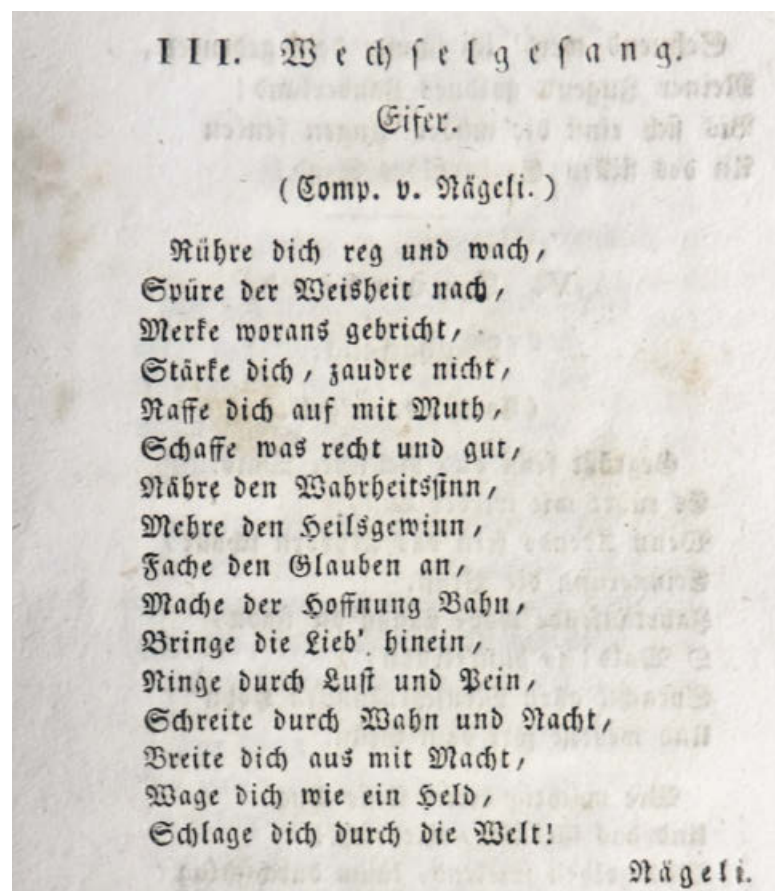 III. Wechselgesang.
Eifer.
(Comp. v. Nägeli.)
Rühre dich reg und wach,
Spüre der Weisheit nach,
Merke worans gebricht,
Stärke dich, zaudre nicht,
Raffe dich auf mit Muth,
Schaffe was recht und gut,
Nähre den Wahrheitssinn,
Mehre den Heilsgewinn,
Fache den Glauben an,
Mache der Hoffnung Bahn,
Bringe die Lieb' hinein,
Ringe durch Lust und Pein,
Schreite durch Wahn und Nacht,
Breite dich aus mit Macht,
Wage dich wie ein Held,
Schlage dich durch die Welt!
Nägeli.